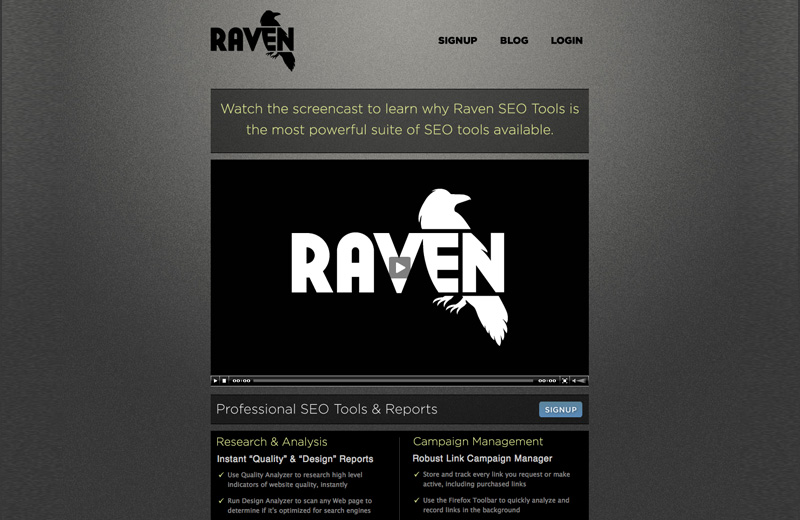 RAVEN
SIGNUP BLOG LOGIN
Watch the screencast to learn why Raven SEO Tools is
the most powerful suite of SEO tools available.
RAVEN
00:00 00:00
Professional SEO Tools & Reports
SIGNUP
Research & Analysis
Instant “Quality” & “Design” Reports
✓ Use Quality Analyzer to research high level
indicators of website quality, instantly
✓ Run Design Analyzer to scan any Web page to
determine if it's optimized for search engines
Campaign Management
Robust Link Campaign Manager
✓ Store and track every link you request or make
active, including purchased links
✓ Use the Firefox Toolbar to quickly analyze and
record links in the background